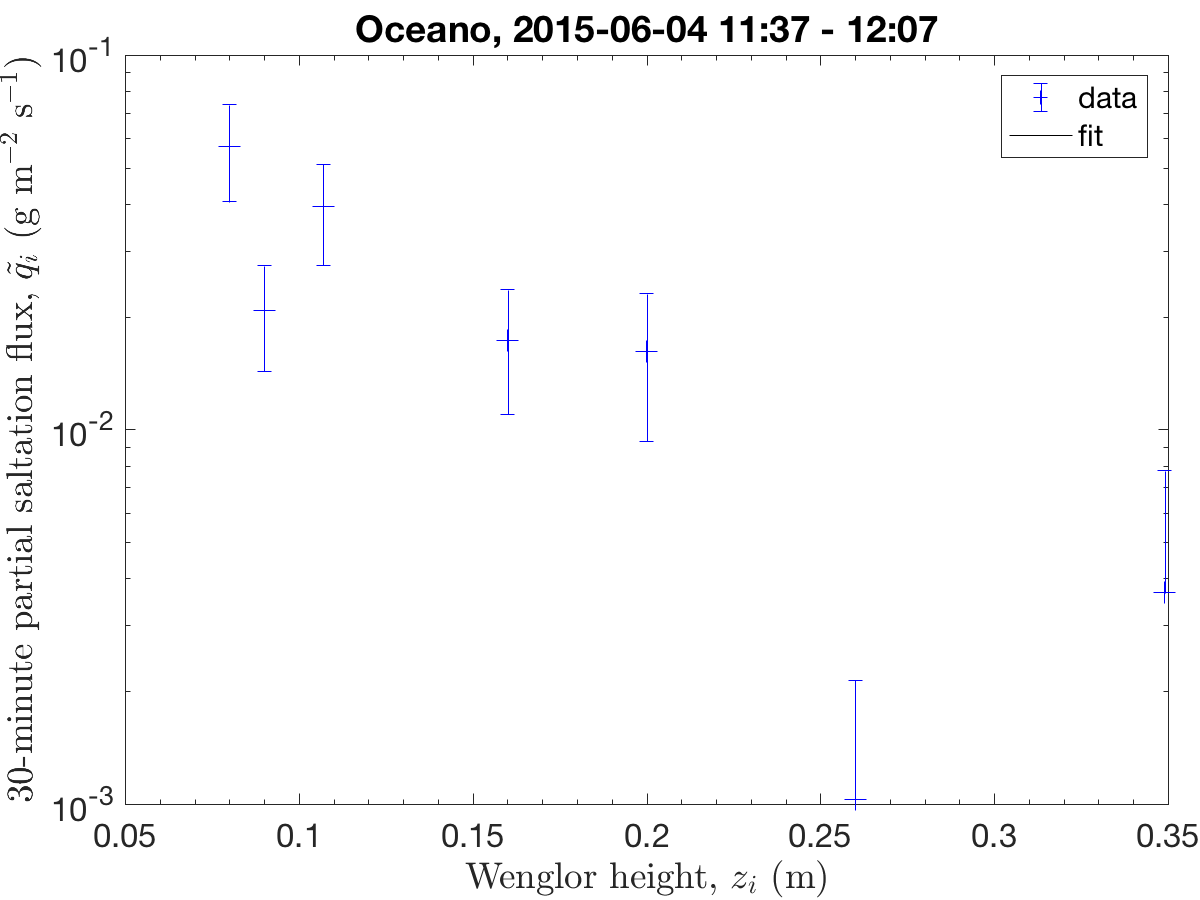 Oceano, 2015-06-04 11:37 - 12:07
30-minute partial saltation flux, q̃ᵢ (g m⁻² s⁻¹)
10⁻¹
10⁻²
10⁻³
data
fit
0.05 0.1 0.15 0.2 0.25 0.3 0.35
Wenglor height, zᵢ (m)